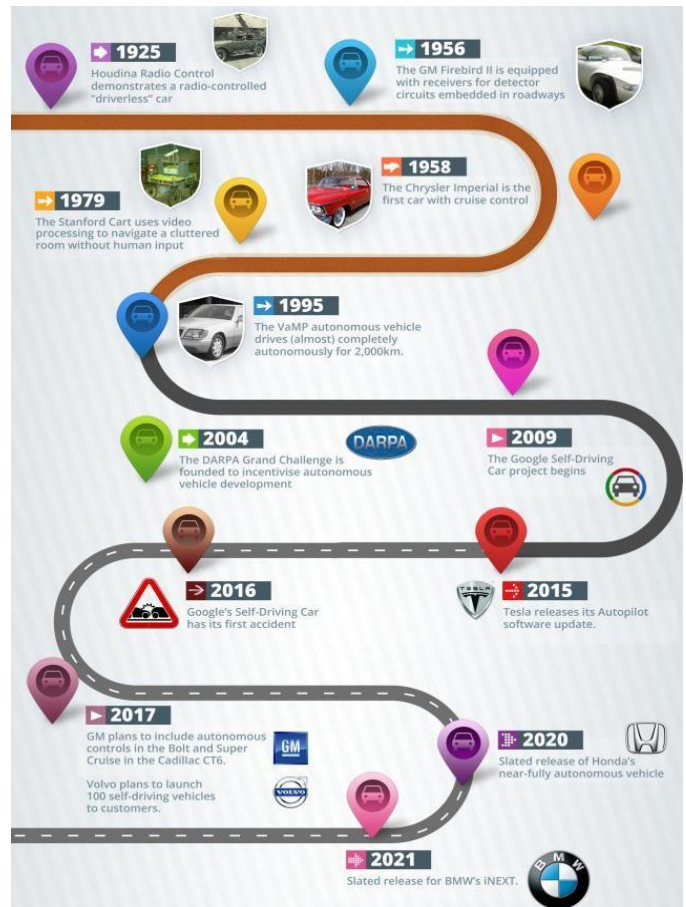 1925
Houdina Radio Control
demonstrates a radio-controlled
"driverless" car
1956
The GM Firebird II is equipped
with receivers for detector
circuits embedded in roadways
1958
The Chrysler Imperial is the
first car with cruise control
1979
The Stanford Cart uses video
processing to navigate a cluttered
room without human input
1995
The VaMP autonomous vehicle
drives (almost) completely
autonomously for 2,000km.
2004
The DARPA Grand Challenge is
founded to incentivise autonomous
vehicle development
DARPA
2009
The Google Self-Driving
Car project begins
2015
Tesla releases its Autopilot
software update.
TESLA
2016
Google's Self-Driving Car
has its first accident
2017
GM plans to include autonomous
controls in the Bolt and Super
Cruise in the Cadillac CT6.
GM
Volvo plans to launch
100 self-driving vehicles
to customers.
VOLVO
2020
Slated release of Honda's
near-fully autonomous vehicle
2021
Slated release for BMW's iNEXT.
BMW